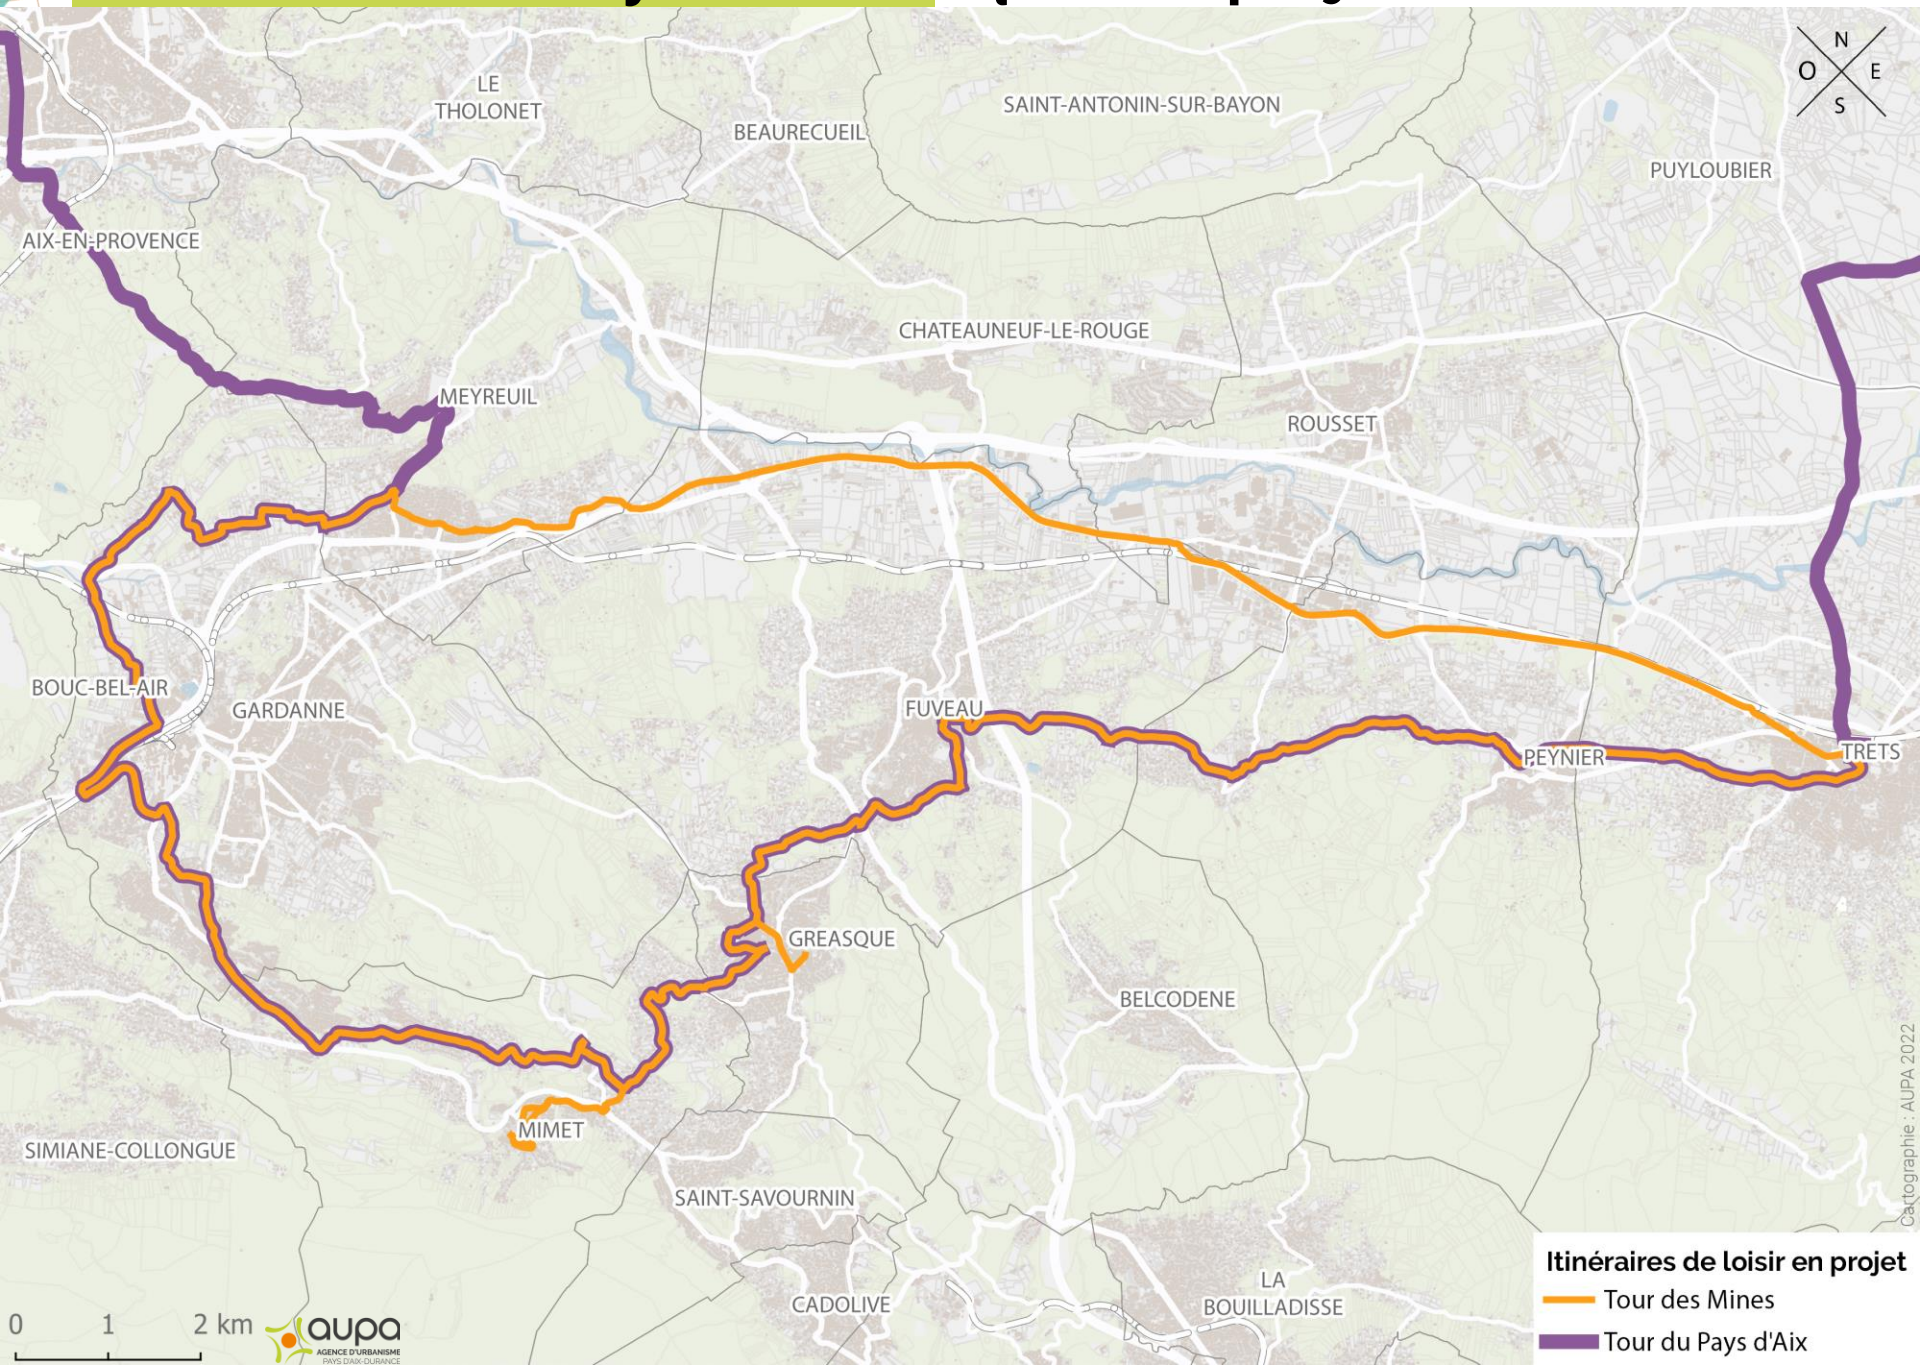 N
O E
S
LE
THOLONET
SAINT-ANTONIN-SUR-BAYON
BEAURECUEIL
PUYLOUBIER
AIX-EN-PROVENCE
CHATEAUNEUF-LE-ROUGE
MEYREUIL
ROUSSET
BOUC-BEL-AIR
GARDANNE
FUVEAU
PEYNIER
TRETS
GREASQUE
BELCODENE
MIMET
SIMIANE-COLLONGUE
SAINT-SAVOURNIN
CADOLIVE
LA
BOUILLADISSE
Cartographie : AUPA 2022
Itinéraires de loisir en projet
Tour des Mines
Tour du Pays d'Aix
0 1 2 km
aupa
AGENCE D'URBANISME
PAYS D'AIX-DURANCE